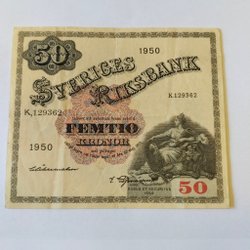 50
1950
SVERIGES
RIKSBANK
K.129362
K.129362
FEMTIO
KRONOR
1950
50